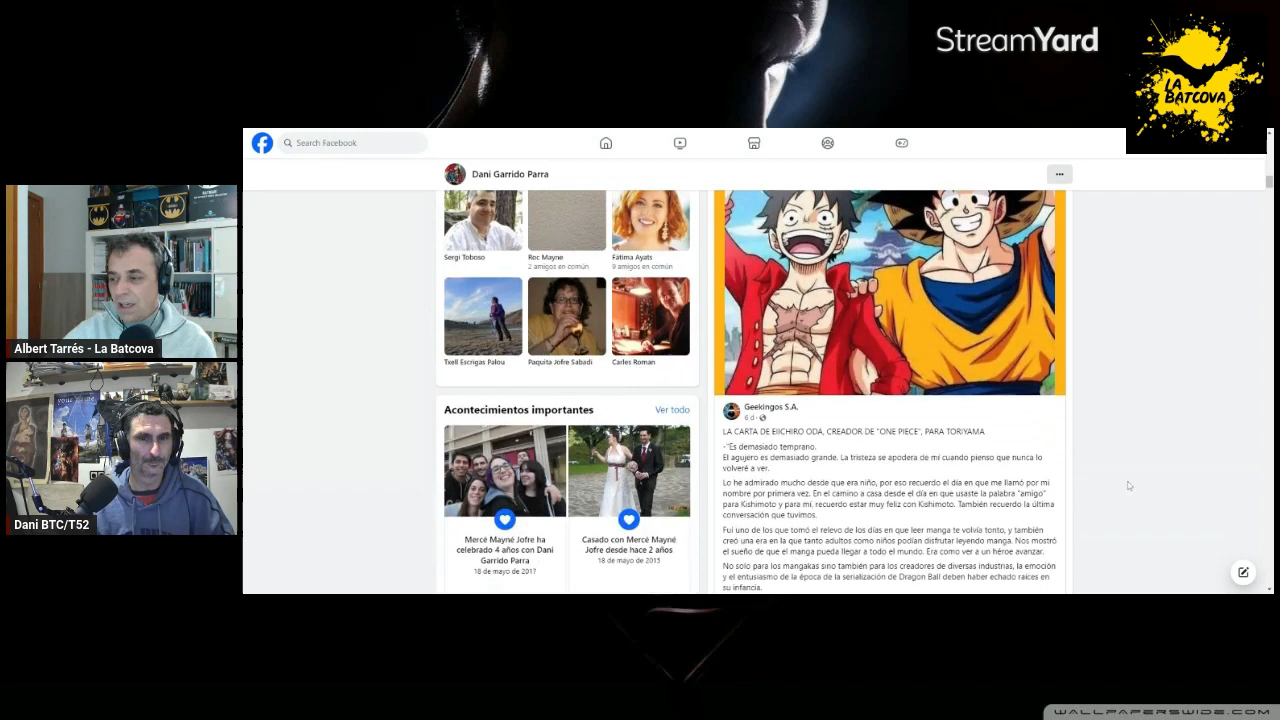 StreamYard
LA
BATCOVA
Search Facebook
Dani Garrido Parra
Sergi Toboso
Roc Mayne
2 amigos en común
Fàtima Ayats
9 amigos en común
Txell Escrigas Palou
Paquita Jofre Sabadi
Carles Roman
Acontecimientos importantes
Ver todo
Mercé Mayné Jofre ha
celebrado 4 años con Dani
Garrido Parra
18 de mayo de 2017
Casado con Mercé Mayné
Jofre desde hace 2 años
18 de mayo de 2015
Geekingos S.A.
6 d ·
LA CARTA DE EIICHIRO ODA, CREADOR DE "ONE PIECE", PARA TORIYAMA
-"Es demasiado temprano.
El agujero es demasiado grande. La tristeza se apodera de mí cuando pienso que nunca lo
volveré a ver.
Lo he admirado mucho desde que era niño, por eso recuerdo el día en que me llamó por mi
nombre por primera vez. En el camino a casa desde el día en que usaste la palabra "amigo"
para Kishimoto y para mí, recuerdo estar muy feliz con Kishimoto. También recuerdo la última
conversación que tuvimos.
Fui uno de los que tomó el relevo de los días en que leer manga te volvía tonto, y también
creó una era en la que tanto adultos como niños podían disfrutar leyendo manga. Nos mostró
el sueño de que el manga pueda llegar a todo el mundo. Era como ver a un héroe avanzar.
No solo para los mangakas sino también para los creadores de diversas industrias, la emoción
y el entusiasmo de la época de la serialización de Dragon Ball deben haber echado raíces en
su infancia.
Albert Tarrés - La Batcova
Dani BTC/T52
WALLPAPERSWIDE.COM